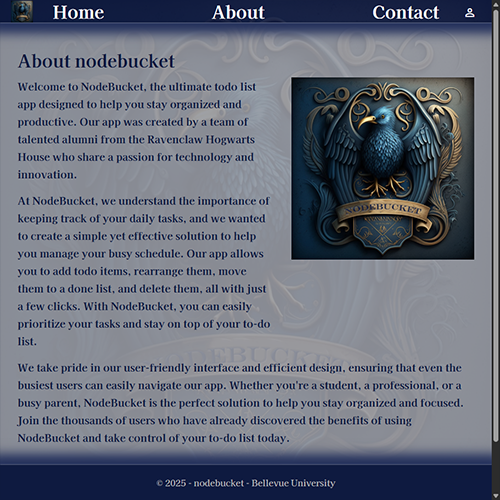 Home About Contact
About nodebucket
Welcome to NodeBucket, the ultimate todo list
app designed to help you stay organized and
productive. Our app was created by a team of
talented alumni from the Ravenclaw Hogwarts
House who share a passion for technology and
innovation.
NODEBUCKET
At NodeBucket, we understand the importance of
keeping track of your daily tasks, and we wanted
to create a simple yet effective solution to help
you manage your busy schedule. Our app allows
you to add todo items, rearrange them, move
them to a done list, and delete them, all with just
a few clicks. With NodeBucket, you can easily
prioritize your tasks and stay on top of your to-do
list.
NODEBUCKET
We take pride in our user-friendly interface and efficient design, ensuring that even the
busiest users can easily navigate our app. Whether you're a student, a professional, or a
busy parent, NodeBucket is the perfect solution to help you stay organized and focused.
Join the thousands of users who have already discovered the benefits of using
NodeBucket and take control of your to-do list today.
© 2025 - nodebucket - Bellevue University